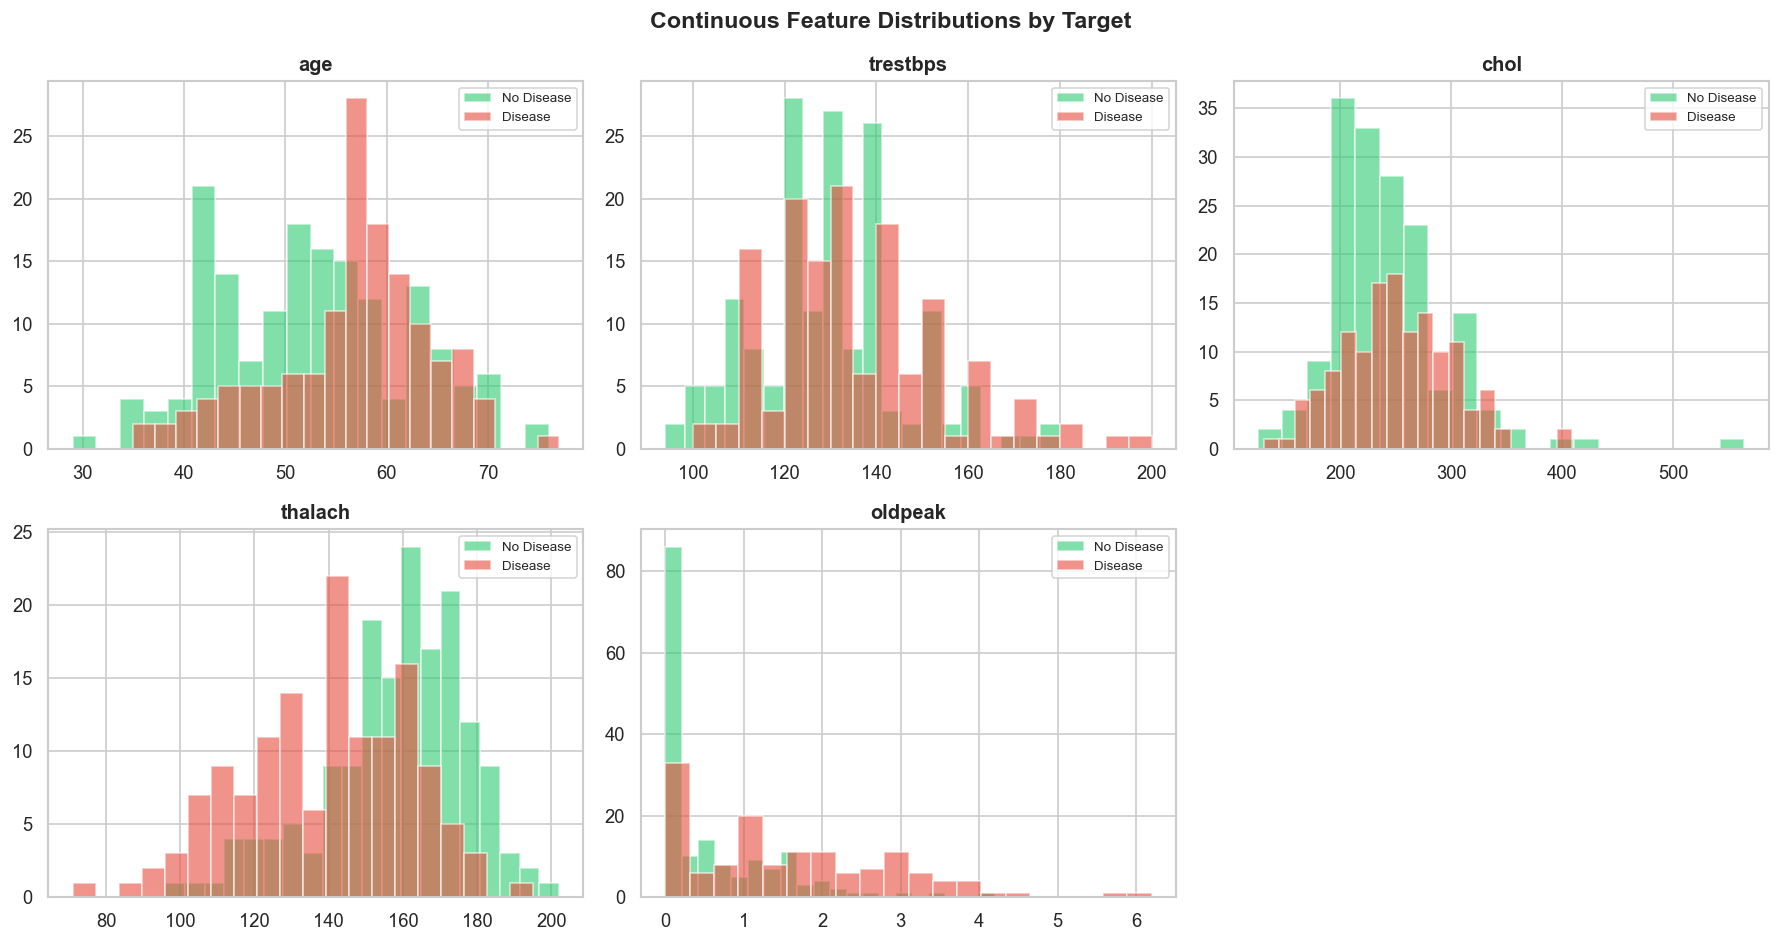 Continuous Feature Distributions by Target
age
No Disease
Disease
25
20
15
10
5
0
30 40 50 60 70
trestbps
No Disease
Disease
25
20
15
10
5
0
100 120 140 160 180 200
chol
No Disease
Disease
35
30
25
20
15
10
5
0
200 300 400 500
thalach
No Disease
Disease
25
20
15
10
5
0
80 100 120 140 160 180 200
oldpeak
No Disease
Disease
80
60
40
20
0
0 1 2 3 4 5 6